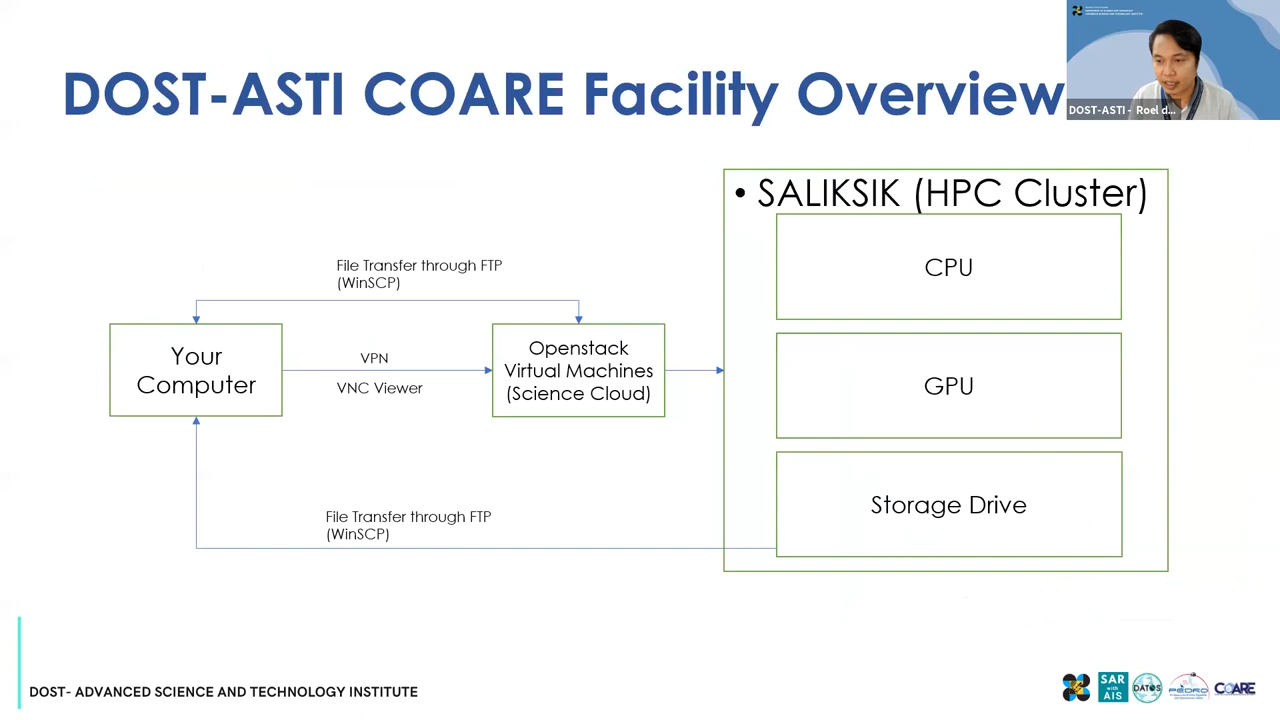 DOST-ASTI COARE Facility Overview
DOST-ASTI - Roel d...
• SALIKSIK (HPC Cluster)
CPU
File Transfer through FTP
(WinSCP)
Your
Computer
VPN
VNC Viewer
Openstack
Virtual Machines
(Science Cloud)
GPU
Storage Drive
File Transfer through FTP
(WinSCP)
DOST- ADVANCED SCIENCE AND TECHNOLOGY INSTITUTE
SAR
with
AIS
DATOS
PEDRO
COARE